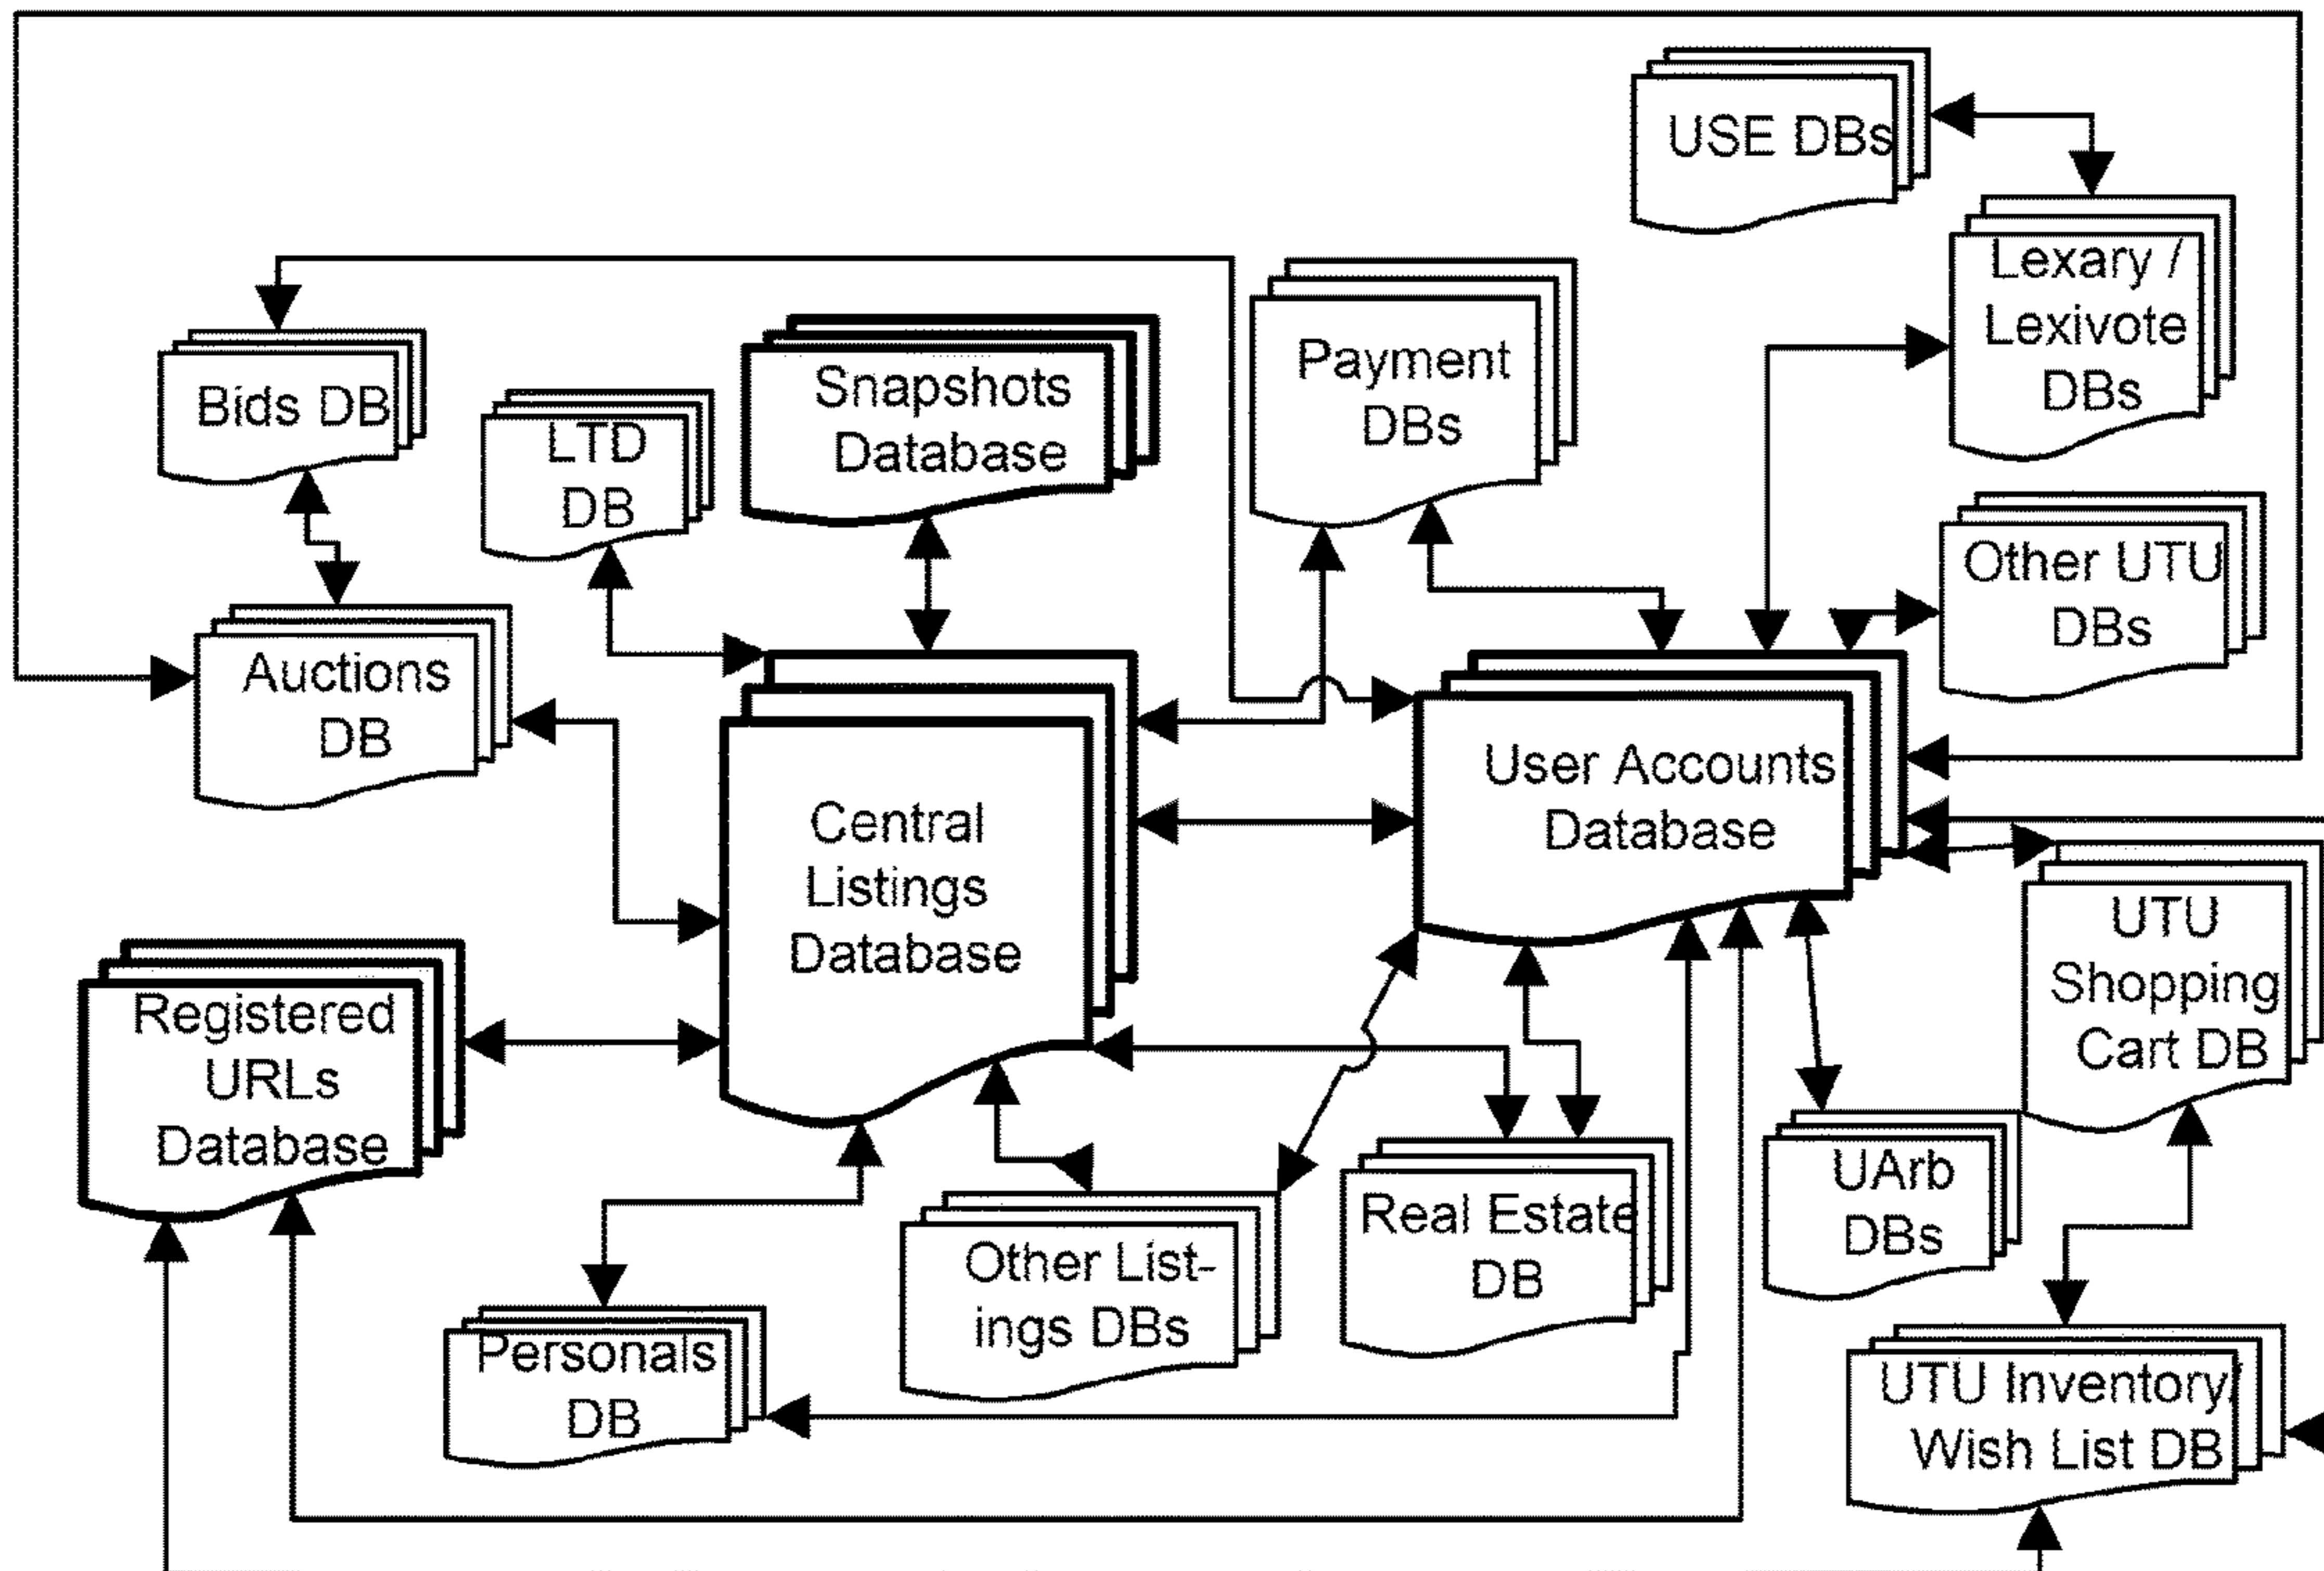 USE DBs
Lexary /
Lexivote
DBs
Bids DB
LTD
DB
Snapshots
Database
Payment
DBs
Other UTU
DBs
Auctions
DB
Central
Listings
Database
User Accounts
Database
UTU
Shopping
Cart DB
Registered
URLs
Database
UArb
DBs
Real Estate
DB
Other List-
ings DBs
Personals
DB
UTU Inventory/
Wish List DB